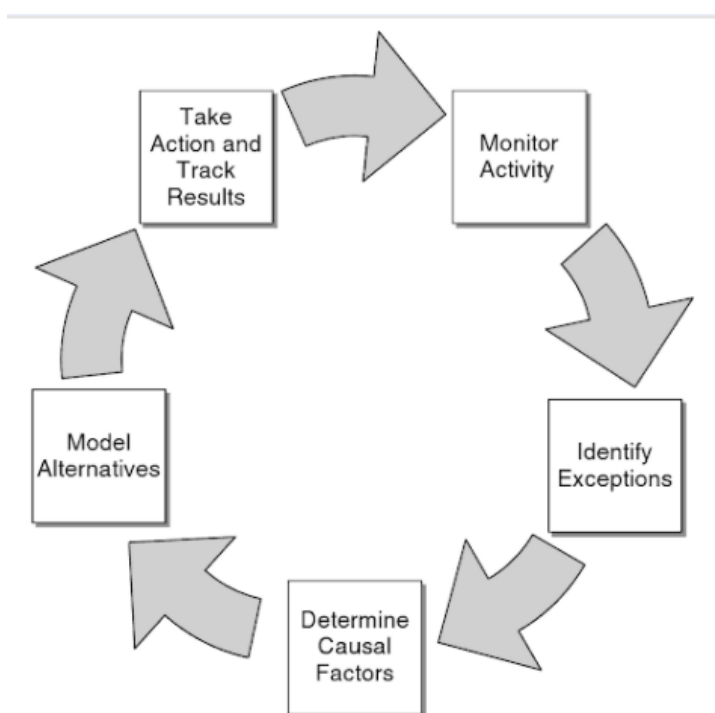 Take
Action and
Track
Results
Monitor
Activity
Identify
Exceptions
Determine
Causal
Factors
Model
Alternatives